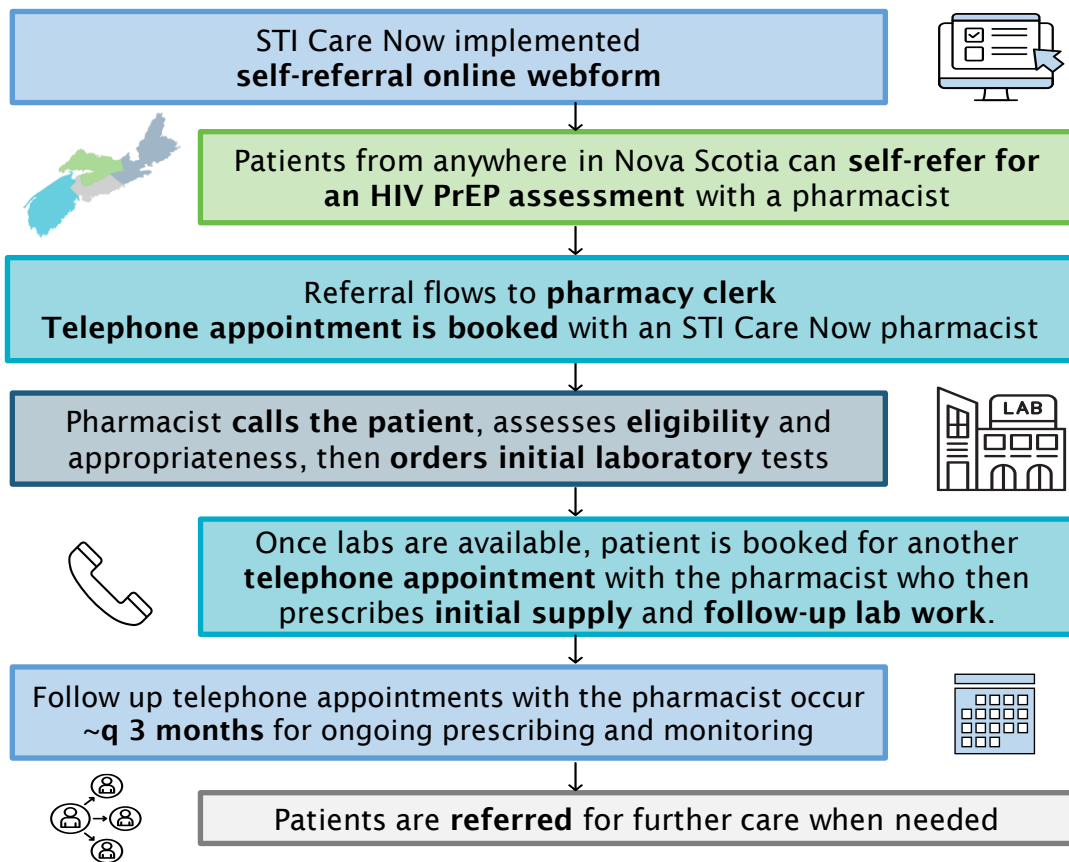 STI Care Now implemented
self-referral online webform
Patients from anywhere in Nova Scotia can self-refer for
an HIV PrEP assessment with a pharmacist
Referral flows to pharmacy clerk
Telephone appointment is booked with an STI Care Now pharmacist
Pharmacist calls the patient, assesses eligibility and
appropriateness, then orders initial laboratory tests
LAB
Once labs are available, patient is booked for another
telephone appointment with the pharmacist who then
prescribes initial supply and follow-up lab work.
Follow up telephone appointments with the pharmacist occur
~q 3 months for ongoing prescribing and monitoring
Patients are referred for further care when needed